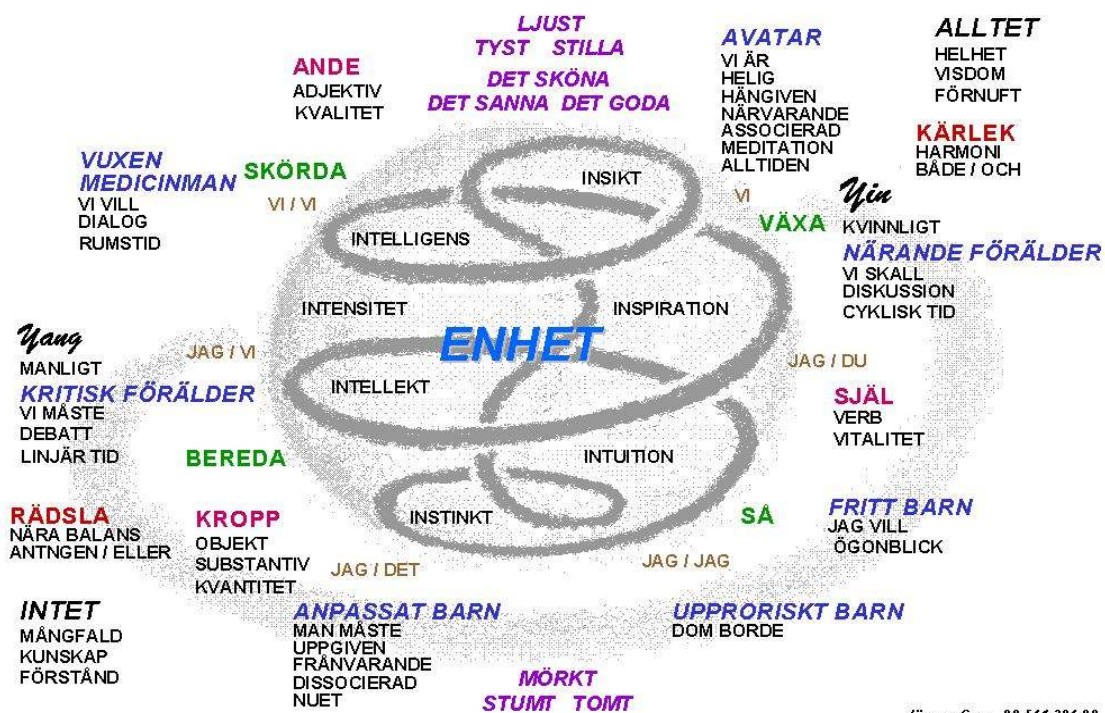 LJUST
TYST STILLA
DET SKÖNA
DET SANNA DET GODA
ANDE
ADJEKTIV
KVALITET
AVATAR
VI ÄR
HELIG
HÄNGIVEN
NÄRVARANDE
ASSOCIERAD
MEDITATION
ALLTIDEN
ALLTET
HELHET
VISDOM
FÖRNUFT
KÄRLEK
HARMONI
BÅDE / OCH
VUXEN
MEDICINMAN
VI VILL
DIALOG
RUMSTID
SKÖRDA
VI / VI
INSIKT
VI
VÄXA
Yin
KVINNLIGT
NÄRANDE FÖRÄLDER
VI SKALL
DISKUSSION
CYKLISK TID
INTELLIGENS
INTENSITET
INSPIRATION
ENHET
Yang
MANLIGT
KRITISK FÖRÄLDER
VI MÅSTE
DEBATT
LINJÄR TID
JAG / VI
INTELLEKT
JAG / DU
SJÄL
VERB
VITALITET
BEREDA
INTUITION
RÄDSLA
NÄRA BALANS
ANTNGEN / ELLER
KROPP
OBJEKT
SUBSTANTIV
KVANTITET
INSTINKT
SÅ
FRITT BARN
JAG VILL
ÖGONBLICK
JAG / DET
JAG / JAG
INTET
MÅNGFALD
KUNSKAP
FÖRSTÅND
ANPASSAT BARN
MAN MÅSTE
UPPGIVEN
FRÅNVARANDE
DISSOCIERAD
NUET
UPPRORISKT BARN
DOM BORDE
MÖRKT
STUMT TOMT